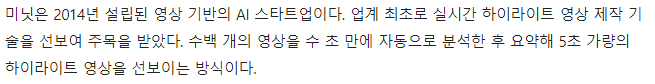 미닛은 2014년 설립된 영상 기반의 AI 스타트업이다. 업계 최초로 실시간 하이라이트 영상 제작 기
술을 선보여 주목을 받았다. 수백 개의 영상을 수 초 만에 자동으로 분석한 후 요약해 5초 가량의
하이라이트 영상을 선보이는 방식이다.